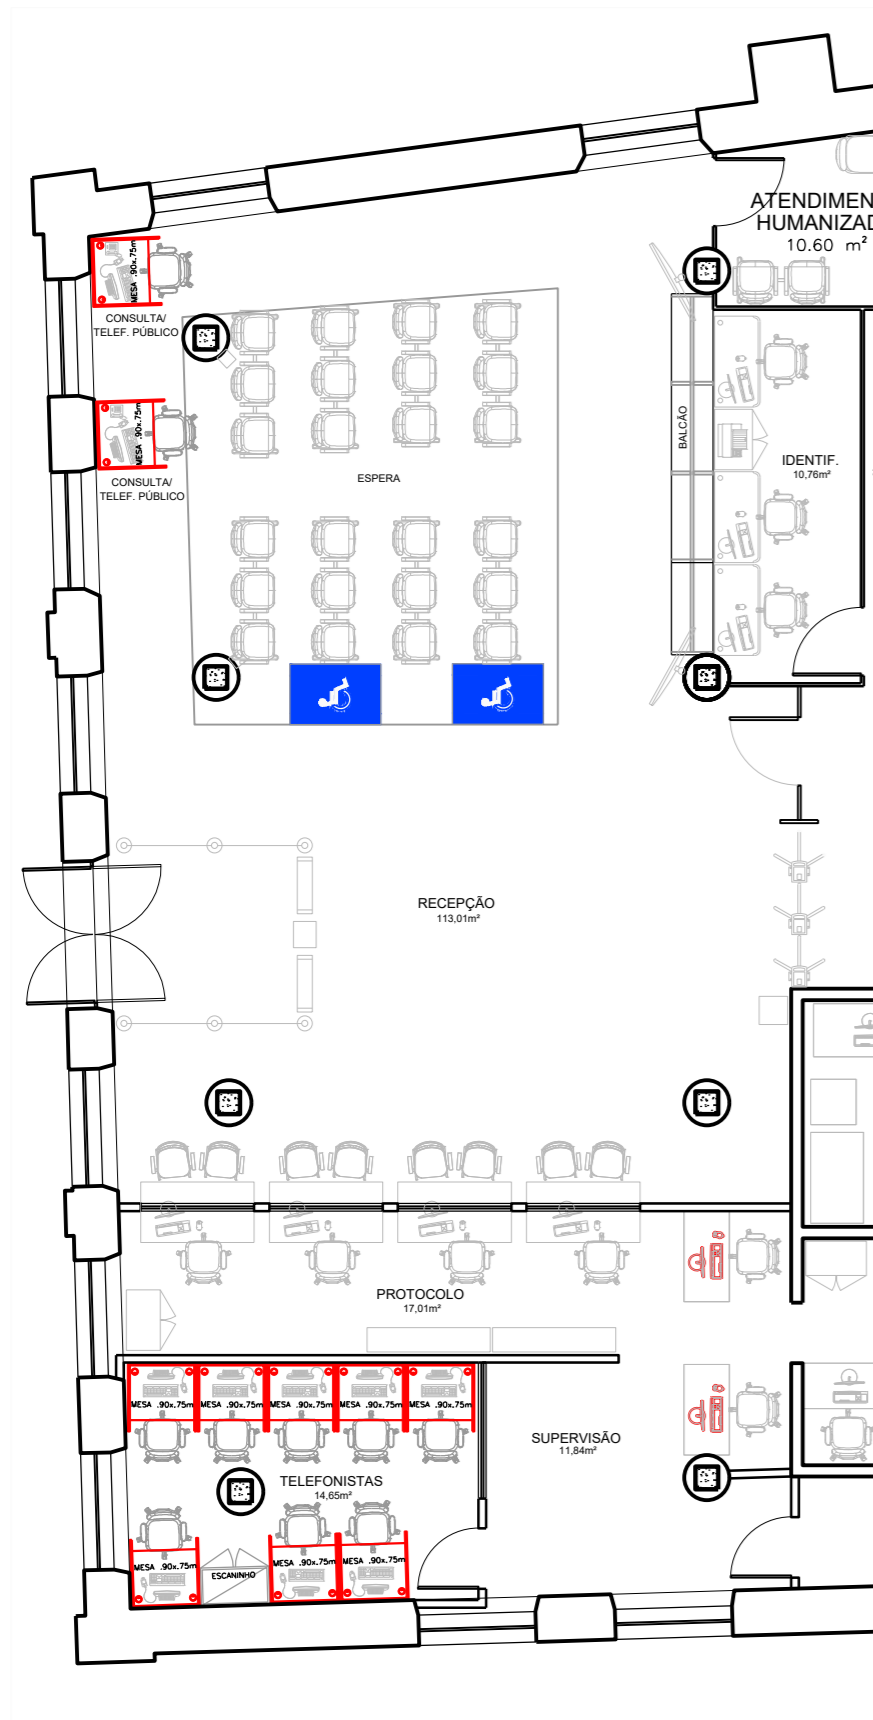 ATENDIMEN
HUMANIZAD
10.60 m²
MESA .90x.75m
CONSULTA/
TELEF. PÚBLICO
MESA .90x.75m
CONSULTA/
TELEF. PÚBLICO
BALCÃO
IDENTIF.
10,76m²
ESPERA
RECEPÇÃO
113,01m²
PROTOCOLO
17,01m²
MESA .90x.75m
MESA .90x.75m
MESA .90x.75m
MESA .90x.75m
MESA .90x.75m
SUPERVISÃO
11,84m²
TELEFONISTAS
14,65m²
MESA .90x.75m
ESCANINHO
MESA .90x.75m
MESA .90x.75m